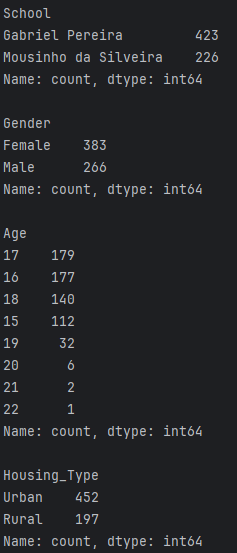 School
Gabriel Pereira         423
Mousinho da Silveira    226
Name: count, dtype: int64

Gender
Female    383
Male      266
Name: count, dtype: int64

Age
17    179
16    177
18    140
15    112
19     32
20      6
21      2
22      1
Name: count, dtype: int64

Housing_Type
Urban    452
Rural    197
Name: count, dtype: int64